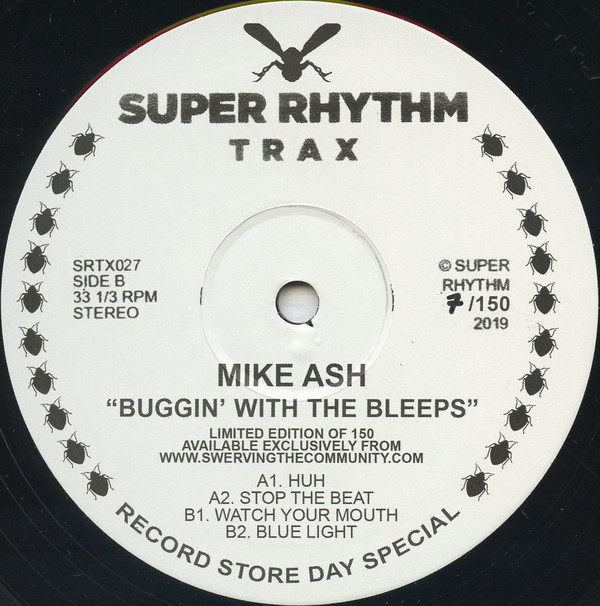 SUPER RHYTHM
TRAX
SRTX027
SIDE B
33 1/3 RPM
STEREO
© SUPER
RHYTHM
7/150
2019
MIKE ASH
“BUGGIN’ WITH THE BLEEPS”
LIMITED EDITION OF 150
AVAILABLE EXCLUSIVELY FROM
WWW.SWERVINGTHECOMMUNITY.COM
A1. HUH
A2. STOP THE BEAT
B1. WATCH YOUR MOUTH
B2. BLUE LIGHT
RECORD STORE DAY SPECIAL